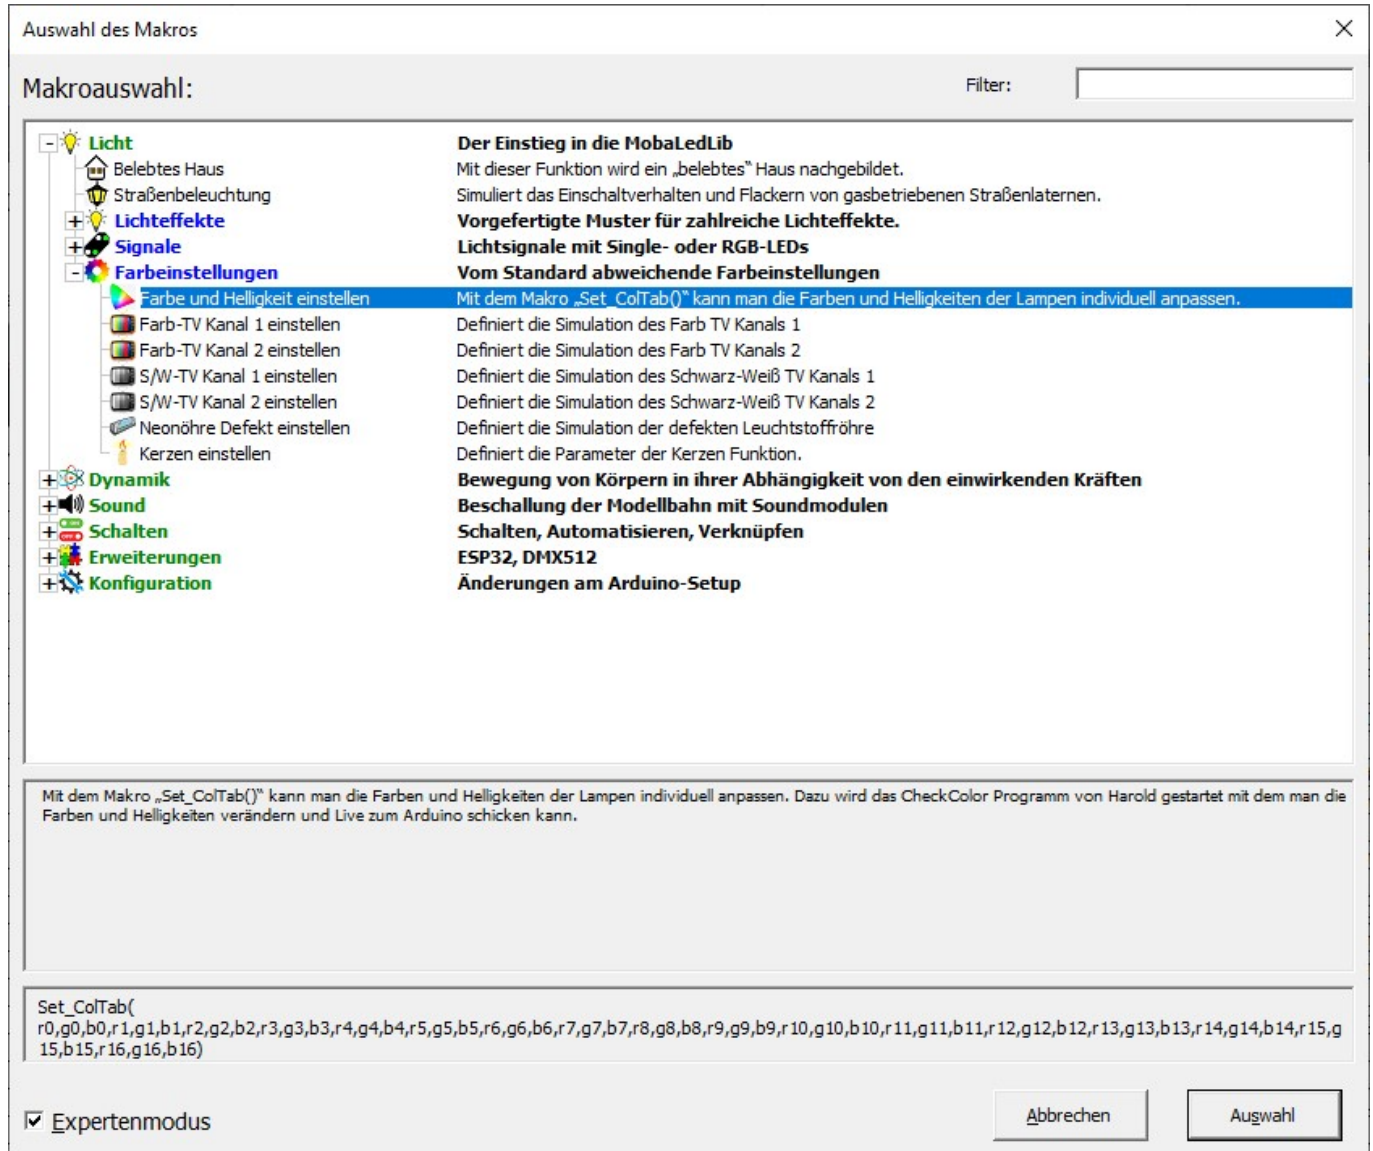 Auswahl des Makros
Makroauswahl:
Filter:
Licht Der Einstieg in die MobaLedLib
Belebtes Haus Mit dieser Funktion wird ein „belebtes“ Haus nachgebildet.
Straßenbeleuchtung Simuliert das Einschaltverhalten und Flackern von gasbetriebenen Straßenlaternen.
Lichteffekte Vorgefertigte Muster für zahlreiche Lichteffekte.
Signale Lichtsignale mit Single- oder RGB-LEDs
Farbeinstellungen Vom Standard abweichende Farbeinstellungen
Farbe und Helligkeit einstellen Mit dem Makro „Set_ColTab()“ kann man die Farben und Helligkeiten der Lampen individuell anpassen.
Farb-TV Kanal 1 einstellen Definiert die Simulation des Farb TV Kanals 1
Farb-TV Kanal 2 einstellen Definiert die Simulation des Farb TV Kanals 2
S/W-TV Kanal 1 einstellen Definiert die Simulation des Schwarz-Weiß TV Kanals 1
S/W-TV Kanal 2 einstellen Definiert die Simulation des Schwarz-Weiß TV Kanals 2
Neonöhre Defekt einstellen Definiert die Simulation der defekten Leuchtstoffröhre
Kerzen einstellen Definiert die Parameter der Kerzen Funktion.
Dynamik Bewegung von Körpern in ihrer Abhängigkeit von den einwirkenden Kräften
Sound Beschallung der Modellbahn mit Soundmodulen
Schalten Schalten, Automatisieren, Verknüpfen
Erweiterungen ESP32, DMX512
Konfiguration Änderungen am Arduino-Setup
Mit dem Makro „Set_ColTab()“ kann man die Farben und Helligkeiten der Lampen individuell anpassen. Dazu wird das CheckColor Programm von Harold gestartet mit dem man die
Farben und Helligkeiten verändern und Live zum Arduino schicken kann.
Set_ColTab(
r0,g0,b0,r1,g1,b1,r2,g2,b2,r3,g3,b3,r4,g4,b4,r5,g5,b5,r6,g6,b6,r7,g7,b7,r8,g8,b8,r9,g9,b9,r10,g10,b10,r11,g11,b11,r12,g12,b12,r13,g13,b13,r14,g14,b14,r15,g
15,b15,r16,g16,b16)
Expertenmodus
Abbrechen
Auswahl